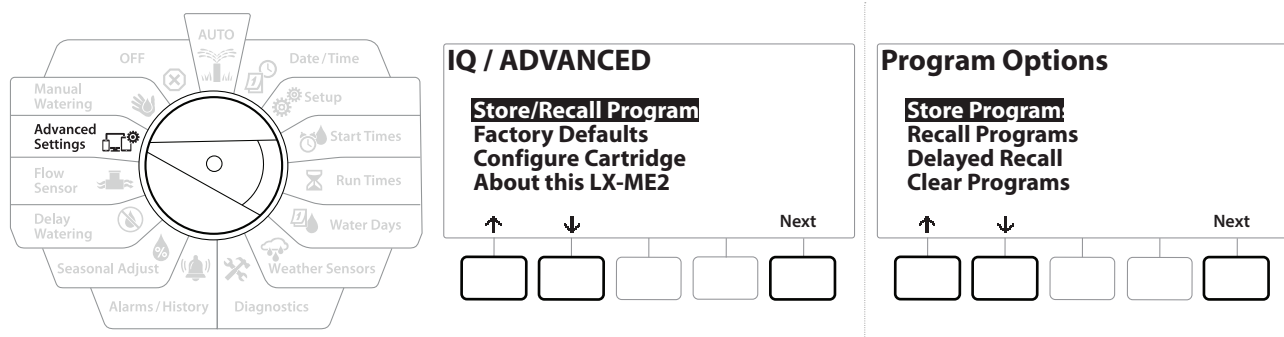 AUTO
OFF
Date/Time
Manual
Watering
Setup
Advanced
Settings
Start Times
Flow
Sensor
Run Times
Delay
Watering
Water Days
Seasonal Adjust
Weather Sensors
Alarms/History
Diagnostics
IQ / ADVANCED
Store/Recall Program
Factory Defaults
Configure Cartridge
About this LX-ME2
↑ ↓ Next
Program Options
Store Programs
Recall Programs
Delayed Recall
Clear Programs
↑ ↓ Next